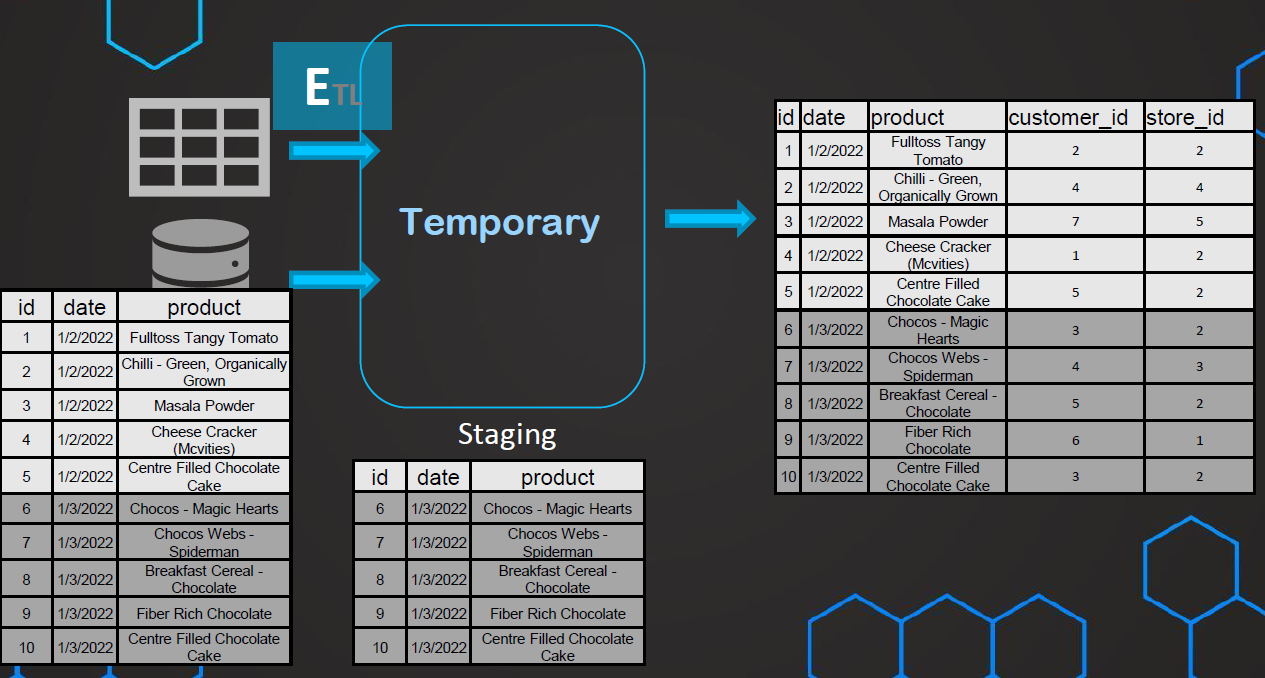 ETL
Temporary
Staging
id date product
1 1/2/2022 Fulltoss Tangy Tomato
2 1/2/2022 Chilli - Green, Organically
Grown
3 1/2/2022 Masala Powder
4 1/2/2022 Cheese Cracker
(Mcvities)
5 1/2/2022 Centre Filled Chocolate
Cake
6 1/3/2022 Chocos - Magic Hearts
7 1/3/2022 Chocos Webs -
Spiderman
8 1/3/2022 Breakfast Cereal -
Chocolate
9 1/3/2022 Fiber Rich Chocolate
10 1/3/2022 Centre Filled Chocolate
Cake
id date product
6 1/3/2022 Chocos - Magic Hearts
7 1/3/2022 Chocos Webs -
Spiderman
8 1/3/2022 Breakfast Cereal -
Chocolate
9 1/3/2022 Fiber Rich Chocolate
10 1/3/2022 Centre Filled Chocolate
Cake
id date product customer_id store_id
1 1/2/2022 Fulltoss Tangy
Tomato 2 2
2 1/2/2022 Chilli - Green,
Organically Grown 4 4
3 1/2/2022 Masala Powder 7 5
4 1/2/2022 Cheese Cracker
(Mcvities) 1 2
5 1/2/2022 Centre Filled
Chocolate Cake 5 2
6 1/3/2022 Chocos - Magic
Hearts 3 2
7 1/3/2022 Chocos Webs -
Spiderman 4 3
8 1/3/2022 Breakfast Cereal -
Chocolate 5 2
9 1/3/2022 Fiber Rich
Chocolate 6 1
10 1/3/2022 Centre Filled
Chocolate Cake 3 2